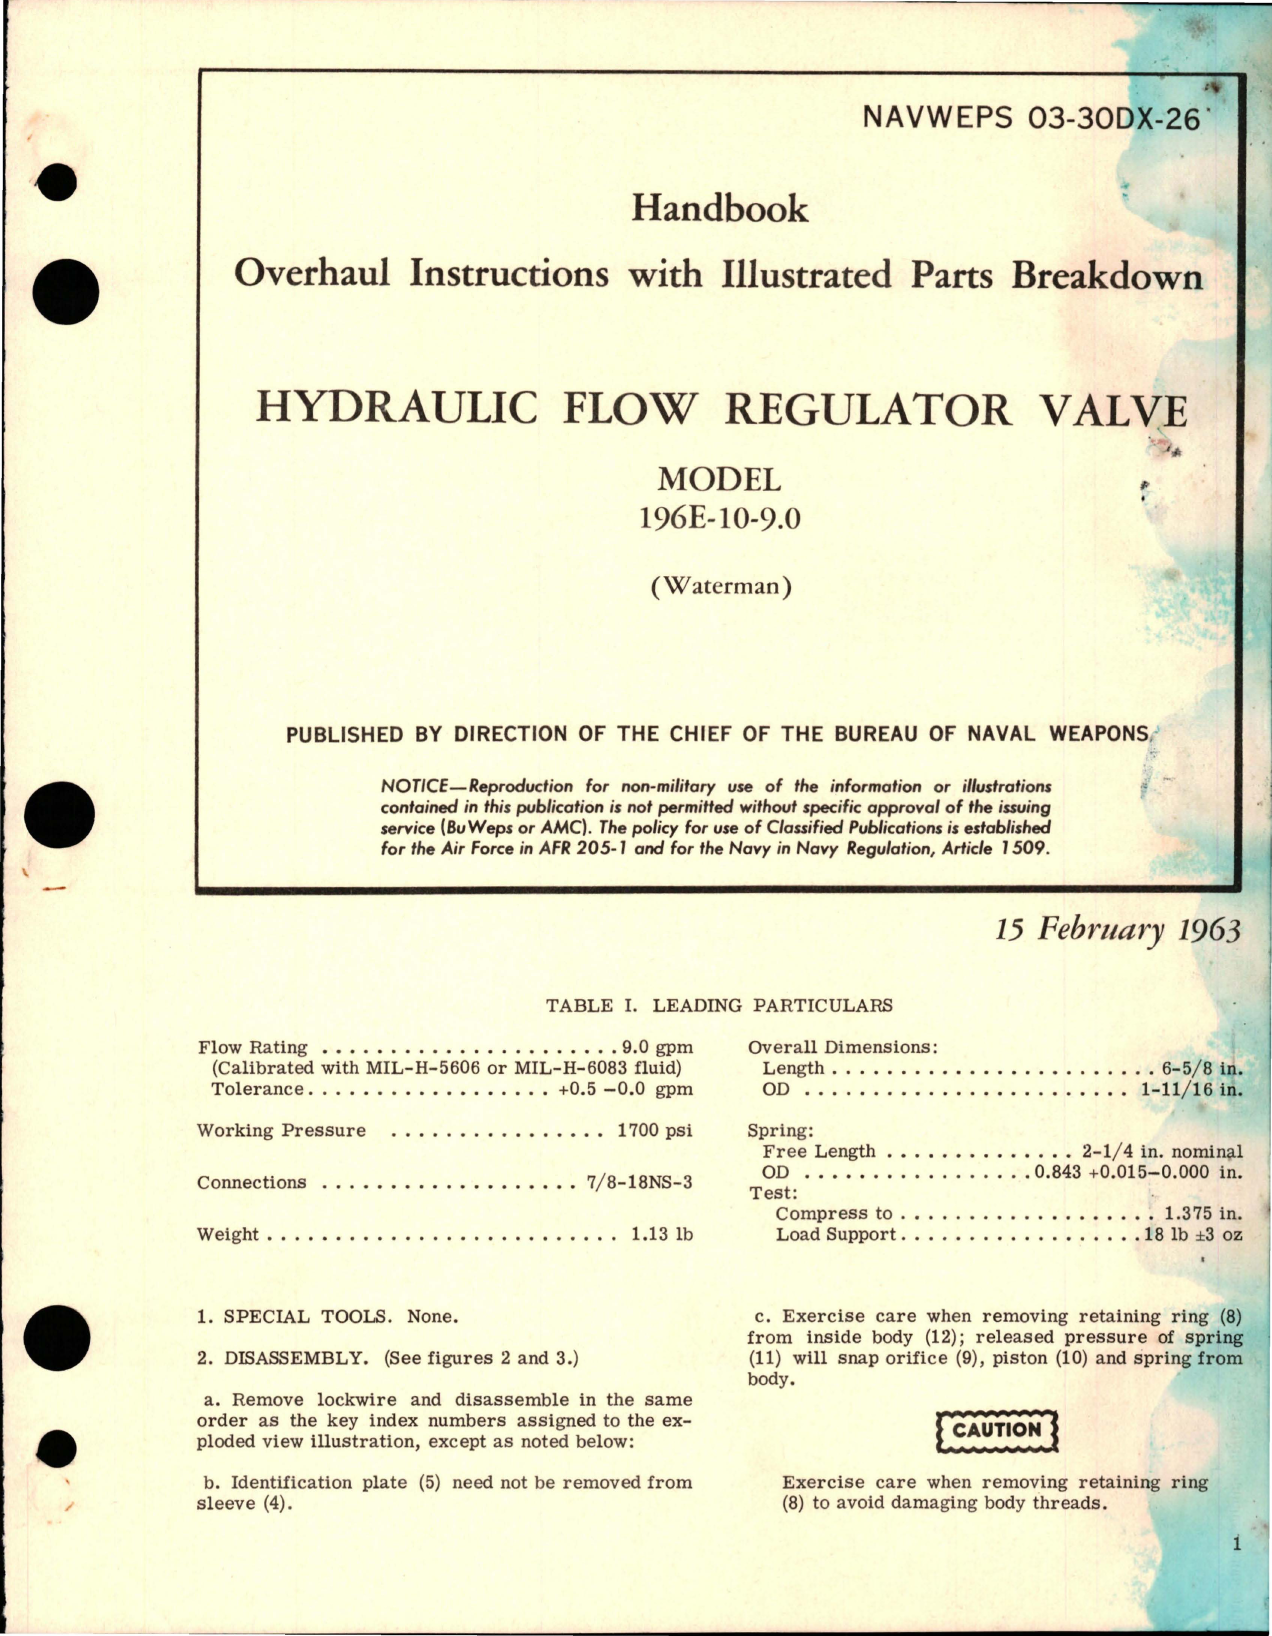 NAVWEPS 03-30DX-26
Handbook
Overhaul Instructions with Illustrated Parts Breakdown
HYDRAULIC FLOW REGULATOR VALVE
MODEL
196E-10-9.0
(Waterman)
PUBLISHED BY DIRECTION OF THE CHIEF OF THE BUREAU OF NAVAL WEAPONS
NOTICE—Reproduction for non-military use of the information or illustrations
contained in this publication is not permitted without specific approval of the issuing
service (BuWeps or AMC). The policy for use of Classified Publications is established
for the Air Force in AFR 205-1 and for the Navy in Navy Regulation, Article 1509.
15 February 1963
TABLE I. LEADING PARTICULARS
Flow Rating . . . . . . . . . . . . . . . . . . . . . . 9.0 gpm
(Calibrated with MIL-H-5606 or MIL-H-6083 fluid)
Tolerance . . . . . . . . . . . . . . . . . . +0.5 −0.0 gpm
Working Pressure . . . . . . . . . . . . . . . . 1700 psi
Connections . . . . . . . . . . . . . . . . . . . 7/8-18NS-3
Weight . . . . . . . . . . . . . . . . . . . . . . . . . . 1.13 lb
Overall Dimensions:
Length . . . . . . . . . . . . . . . . . . . . . . . . 6-5/8 in.
OD . . . . . . . . . . . . . . . . . . . . . . . . 1-11/16 in.
Spring:
Free Length . . . . . . . . . . . . . . 2-1/4 in. nominal
OD . . . . . . . . . . . . . . . . . 0.843 +0.015−0.000 in.
Test:
Compress to . . . . . . . . . . . . . . . . . . . 1.375 in.
Load Support . . . . . . . . . . . . . . . . . . 18 lb ±3 oz
1. SPECIAL TOOLS. None.
2. DISASSEMBLY. (See figures 2 and 3.)
a. Remove lockwire and disassemble in the same
order as the key index numbers assigned to the ex-
ploded view illustration, except as noted below:
b. Identification plate (5) need not be removed from
sleeve (4).
c. Exercise care when removing retaining ring (8)
from inside body (12); released pressure of spring
(11) will snap orifice (9), piston (10) and spring from
body.
CAUTION
Exercise care when removing retaining ring
(8) to avoid damaging body threads.
1